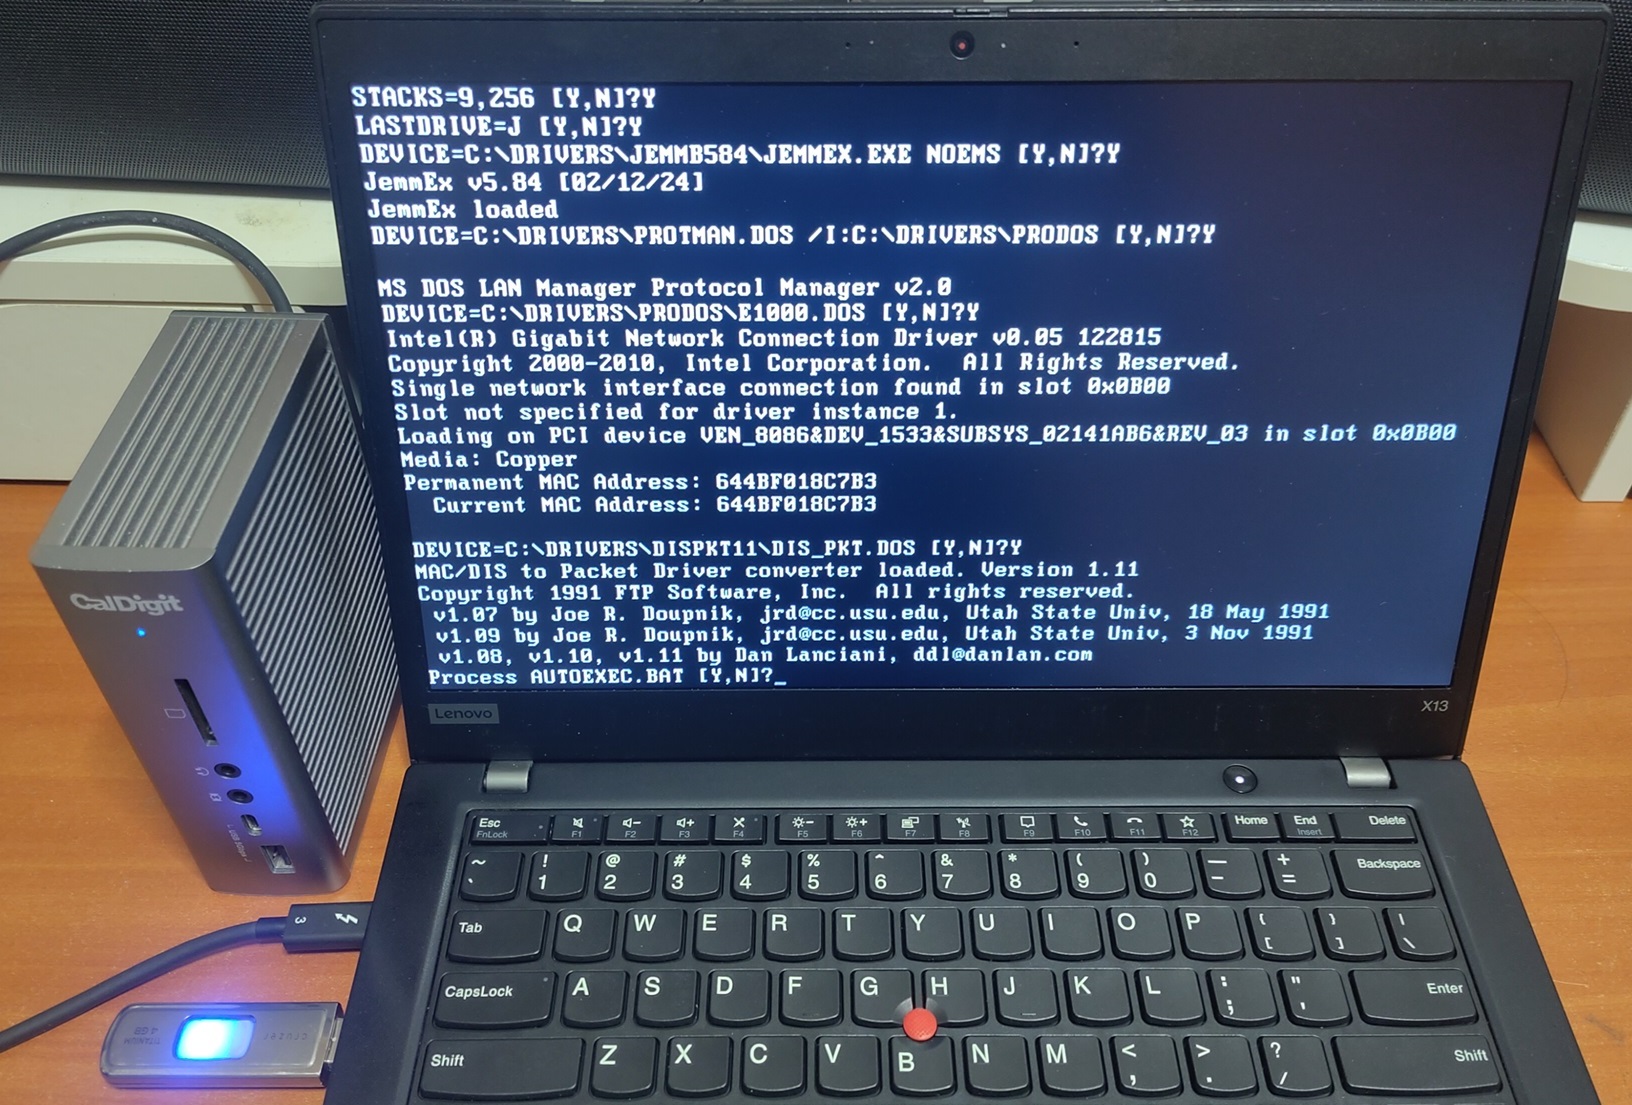 STACKS=9,256 [Y,N]?Y
LASTDRIVE=J [Y,N]?Y
DEVICE=C:\DRIVERS\JEMMB584\JEMMEX.EXE NOEMS [Y,N]?Y
JemmEx v5.84 [02/12/24]
JemmEx loaded
DEVICE=C:\DRIVERS\PROTMAN.DOS /I:C:\DRIVERS\PRODOS [Y,N]?Y
MS DOS LAN Manager Protocol Manager v2.0
DEVICE=C:\DRIVERS\PRODOS\E1000.DOS [Y,N]?Y
Intel(R) Gigabit Network Connection Driver v0.05 122815
Copyright 2000-2010, Intel Corporation.  All Rights Reserved.
Single network interface connection found in slot 0x0B00
Slot not specified for driver instance 1.
Loading on PCI device VEN_8086&DEV_1533&SUBSYS_02141AB6&REV_03 in slot 0x0B00
Media: Copper
Permanent MAC Address: 644BF018C7B3
Current MAC Address: 644BF018C7B3
DEVICE=C:\DRIVERS\DISPKT11\DIS_PKT.DOS [Y,N]?Y
MAC/DIS to Packet Driver converter loaded. Version 1.11
Copyright 1991 FTP Software, Inc.  All rights reserved.
v1.07 by Joe R. Doupnik, jrd@cc.usu.edu, Utah State Univ, 18 May 1991
v1.09 by Joe R. Doupnik, jrd@cc.usu.edu, Utah State Univ, 3 Nov 1991
v1.08, v1.10, v1.11 by Dan Lanciani, ddl@danlan.com
Process AUTOEXEC.BAT [Y,N]?_
Lenovo
X13
CalDigit
3
cruzer
TITANIUM
4GB
Esc Home End Delete
FnLock F1 F2 F3 F4 F5 F6 F7 F8 F9 F10 F11 F12 Insert
~ ! @ # $ % ^ & * ( ) — + Backspace
` 1 2 3 4 5 6 7 8 9 0 - =
Tab Q W E R T Y U I O P { } |
[ ] \
CapsLock A S D F G H J K L : " Enter
; '
Shift Z X C V B N M < > ? Shift
, . /